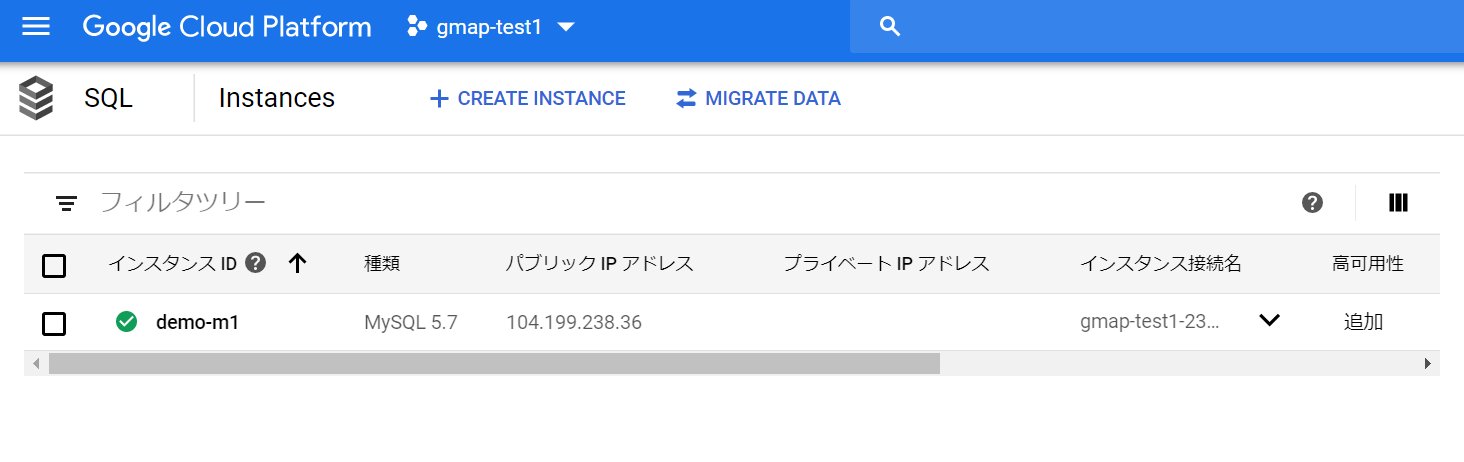 Google Cloud Platform gmap-test1
SQL Instances CREATE INSTANCE MIGRATE DATA
フィルタツリー
インスタンス ID 種類 パブリック IP アドレス プライベート IP アドレス インスタンス接続名 高可用性
demo-m1 MySQL 5.7 104.199.238.36 gmap-test1-23... 追加